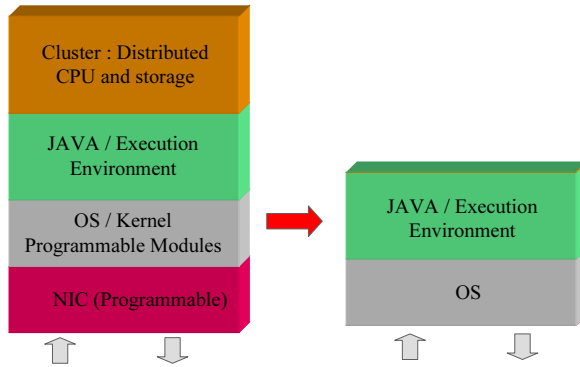 Cluster : Distributed
CPU and storage
JAVA / Execution
Environment
OS / Kernel
Programmable Modules
NIC (Programmable)
JAVA / Execution
Environment
OS